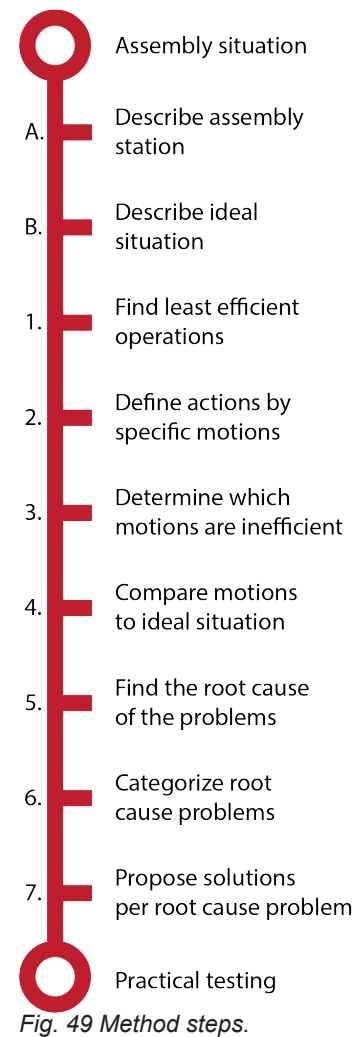 Assembly situation
A. Describe assembly
station
B. Describe ideal
situation
1. Find least efficient
operations
2. Define actions by
specific motions
3. Determine which
motions are inefficient
4. Compare motions
to ideal situation
5. Find the root cause
of the problems
6. Categorize root
cause problems
7. Propose solutions
per root cause problem
Practical testing
Fig. 49 Method steps.